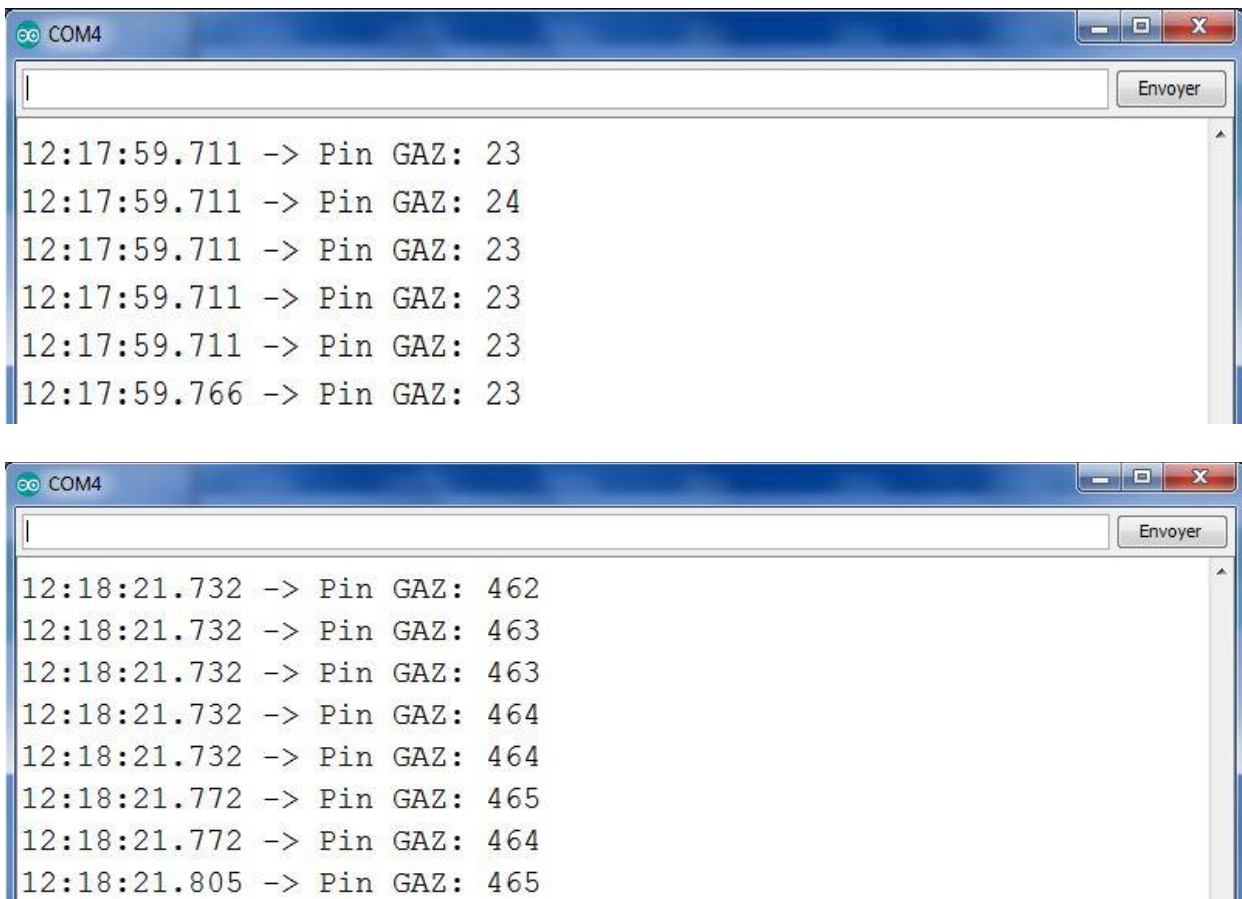 COM4
Envoyer
12:17:59.711 -> Pin GAZ: 23
12:17:59.711 -> Pin GAZ: 24
12:17:59.711 -> Pin GAZ: 23
12:17:59.711 -> Pin GAZ: 23
12:17:59.711 -> Pin GAZ: 23
12:17:59.766 -> Pin GAZ: 23
COM4
Envoyer
12:18:21.732 -> Pin GAZ: 462
12:18:21.732 -> Pin GAZ: 463
12:18:21.732 -> Pin GAZ: 463
12:18:21.732 -> Pin GAZ: 464
12:18:21.732 -> Pin GAZ: 464
12:18:21.772 -> Pin GAZ: 465
12:18:21.772 -> Pin GAZ: 464
12:18:21.805 -> Pin GAZ: 465